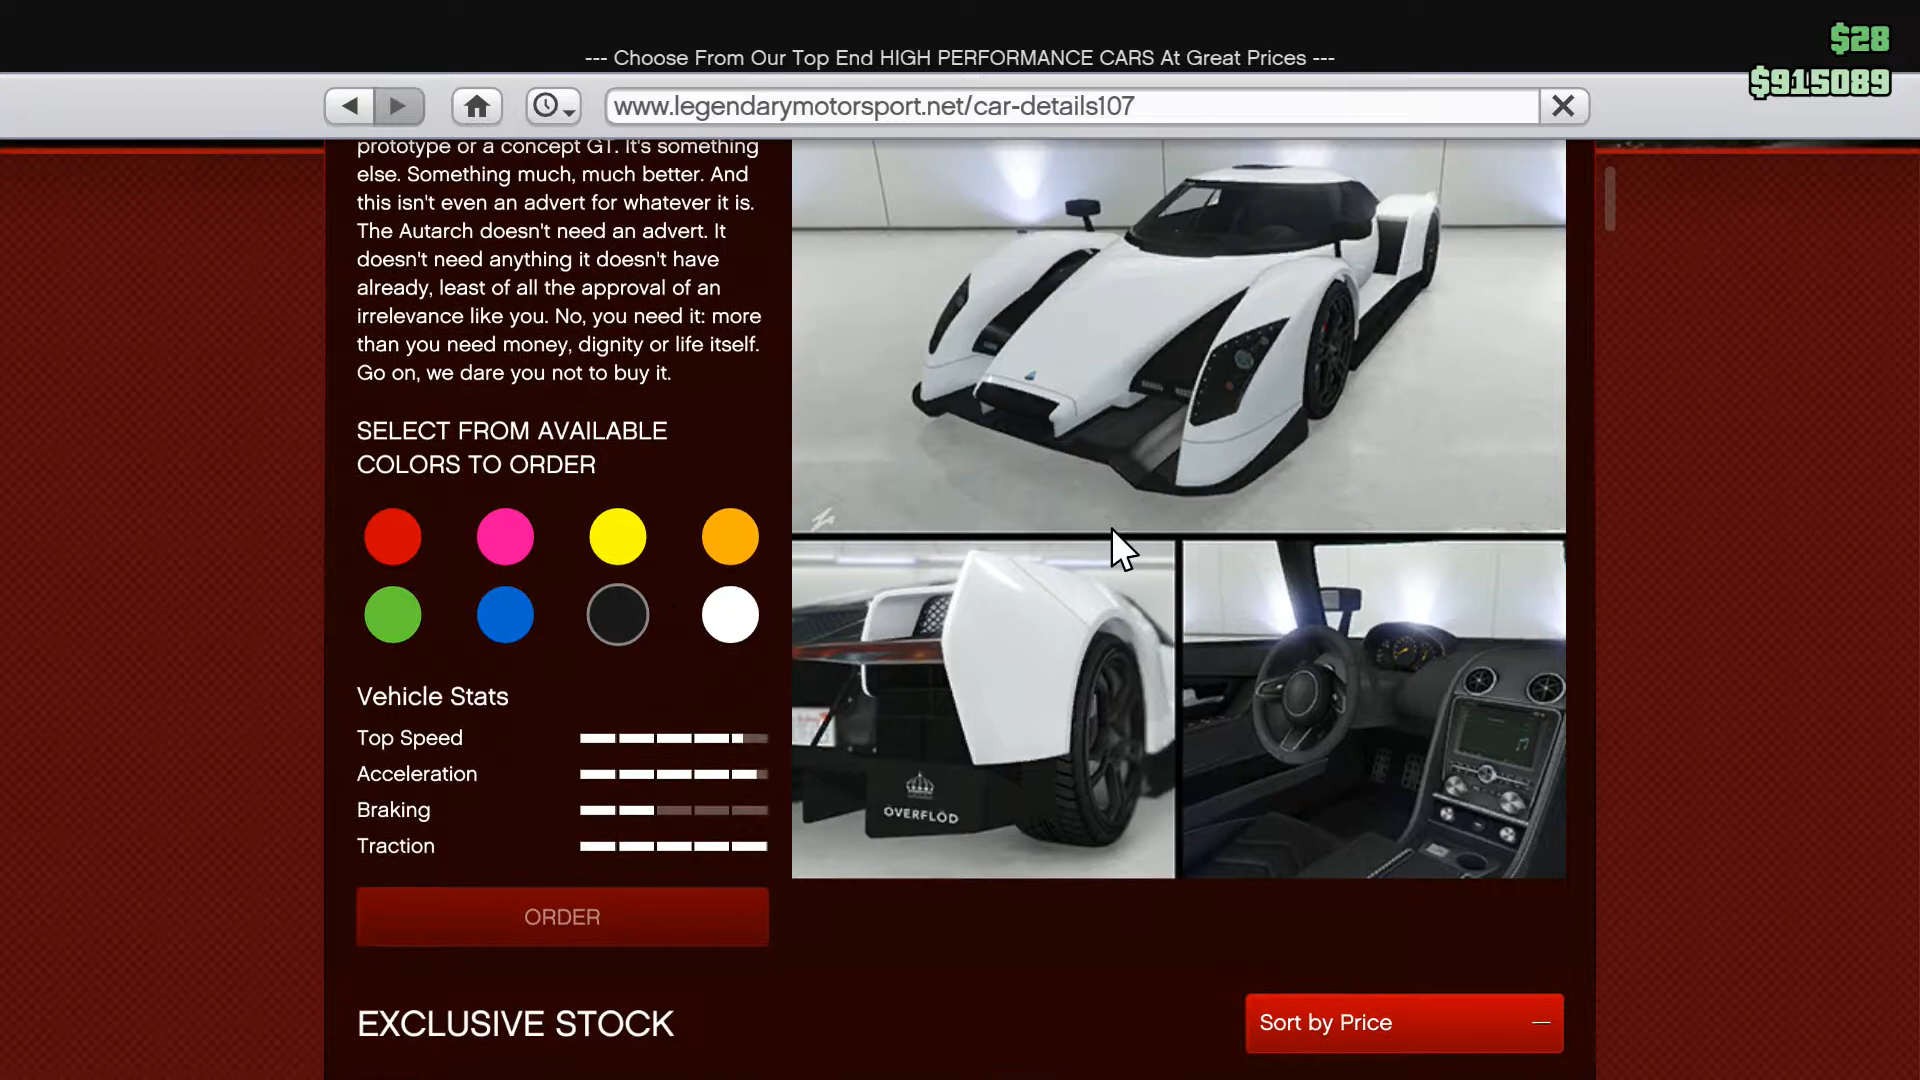 $28
--- Choose From Our Top End HIGH PERFORMANCE CARS At Great Prices ---
$915089
www.legendarymotorsport.net/car-details107
prototype or a concept GT. It's something
else. Something much, much better. And
this isn't even an advert for whatever it is.
The Autarch doesn't need an advert. It
doesn't need anything it doesn't have
already, least of all the approval of an
irrelevance like you. No, you need it: more
than you need money, dignity or life itself.
Go on, we dare you not to buy it.
SELECT FROM AVAILABLE
COLORS TO ORDER
Vehicle Stats
Top Speed
Acceleration
Braking
Traction
ÖVERFLÖD
ORDER
EXCLUSIVE STOCK
Sort by Price